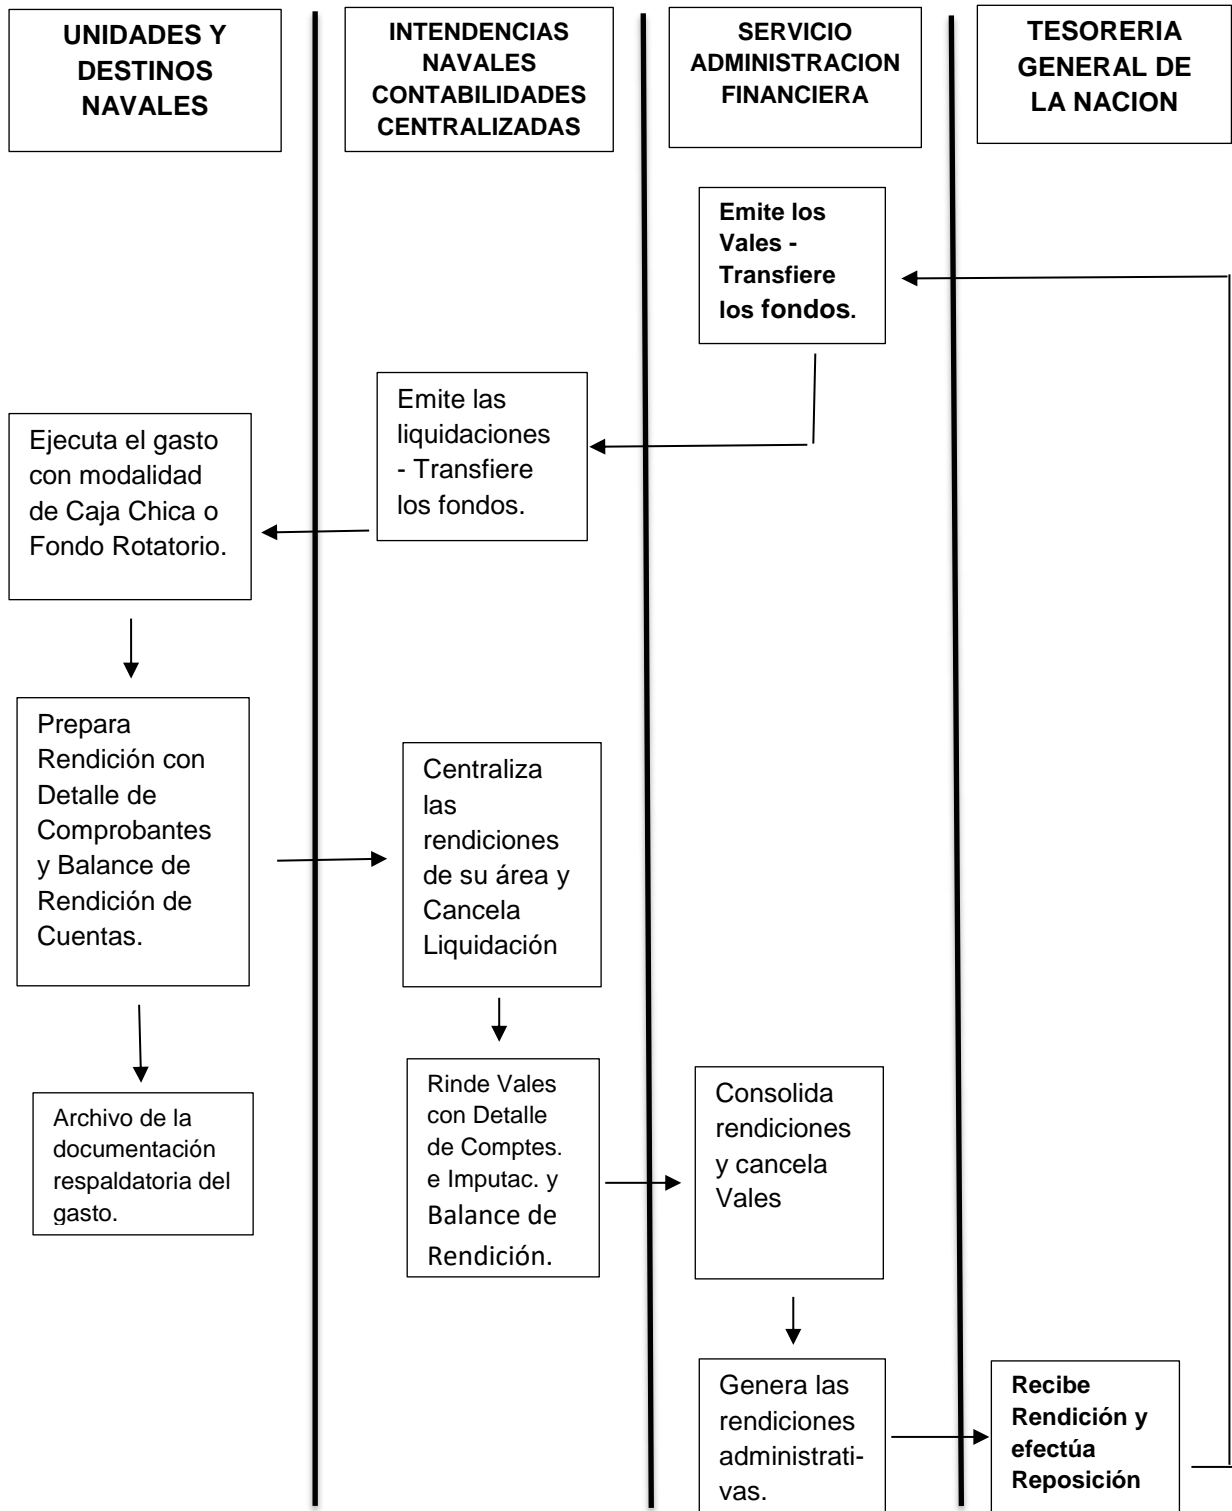 UNIDADES Y
DESTINOS
NAVALES
INTENDENCIAS
NAVALES
CONTABILIDADES
CENTRALIZADAS
SERVICIO
ADMINISTRACION
FINANCIERA
TESORERIA
GENERAL DE
LA NACION
Emite los
Vales -
Transfiere
los fondos.
Emite las
liquidaciones
- Transfiere
los fondos.
Ejecuta el gasto
con modalidad
de Caja Chica o
Fondo Rotatorio.
Prepara
Rendición con
Detalle de
Comprobantes
y Balance de
Rendición de
Cuentas.
Centraliza
las
rendiciones
de su área y
Cancela
Liquidación
Archivo de la
documentación
respaldatoria del
gasto.
Rinde Vales
con Detalle
de Comptes.
e Imputac. y
Balance de
Rendición.
Consolida
rendiciones
y cancela
Vales
Genera las
rendiciones
administrati-
vas.
Recibe
Rendición y
efectúa
Reposición